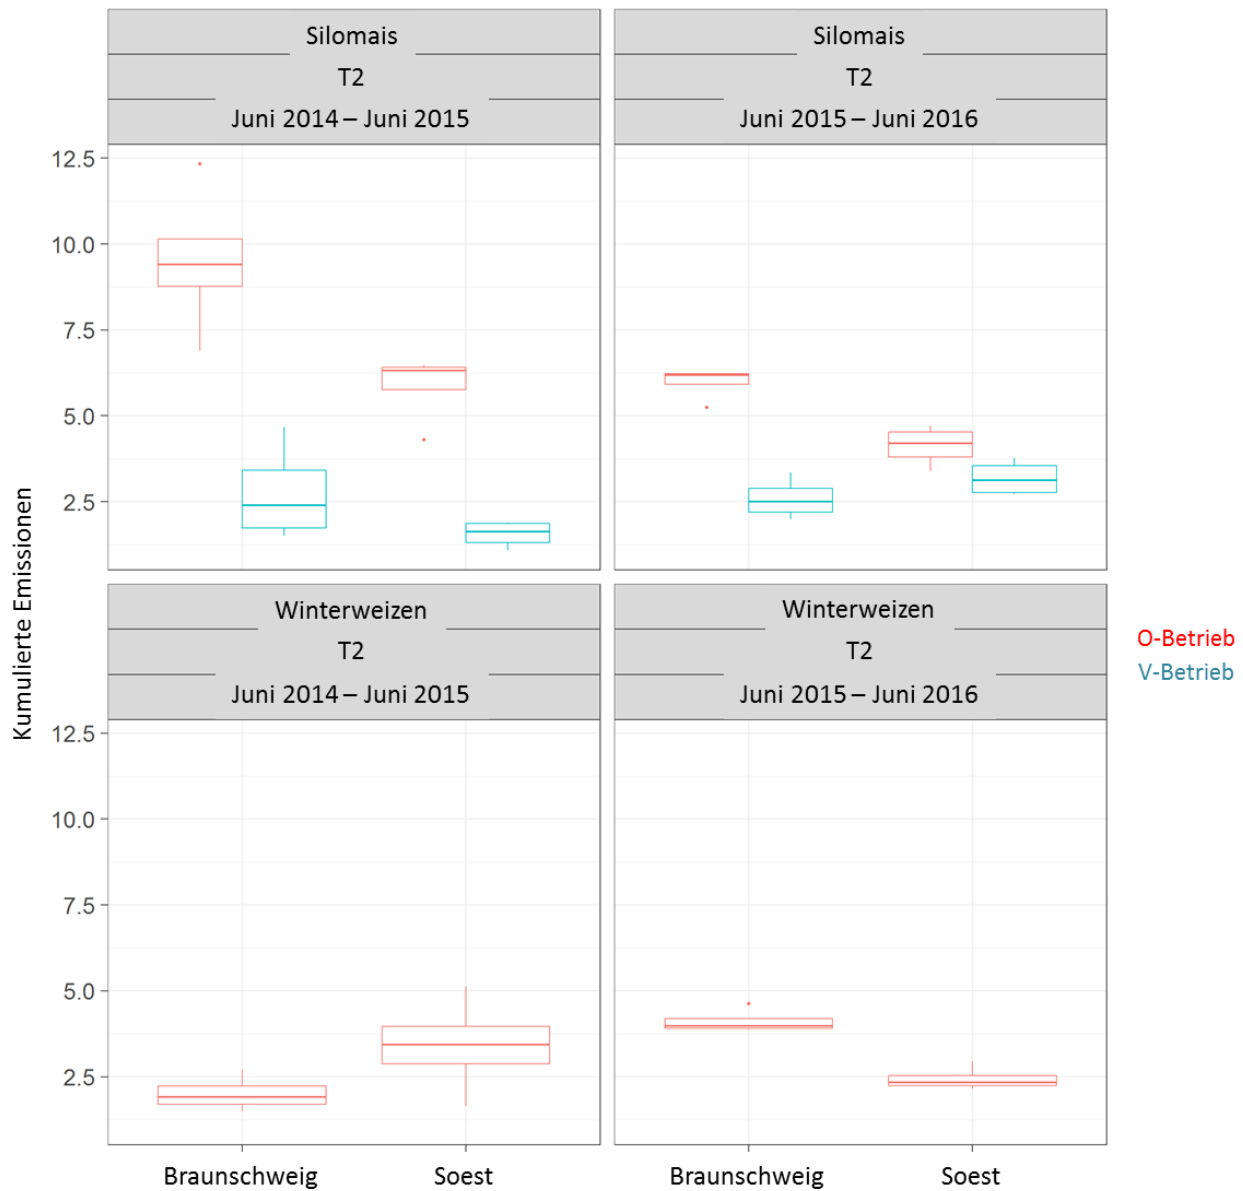 Silomais
T2
Juni 2014 – Juni 2015
Silomais
T2
Juni 2015 – Juni 2016
12.5
10.0
7.5
5.0
2.5
Kumulierte Emissionen
Winterweizen
T2
Juni 2014 – Juni 2015
Winterweizen
T2
Juni 2015 – Juni 2016
O-Betrieb
V-Betrieb
12.5
10.0
7.5
5.0
2.5
Braunschweig
Soest
Braunschweig
Soest